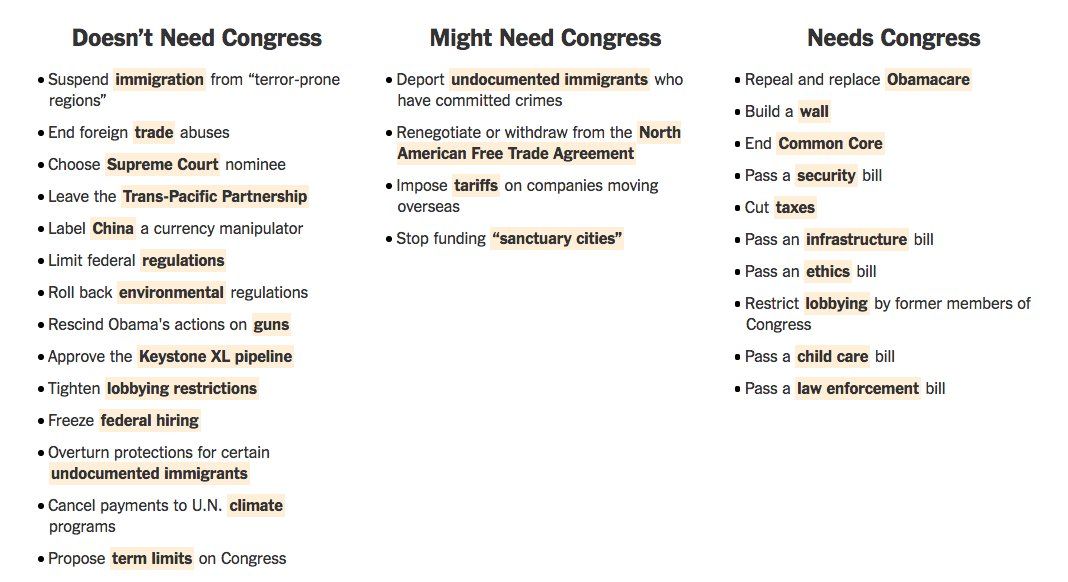 Doesn’t Need Congress
• Suspend immigration from “terror-prone
regions”
• End foreign trade abuses
• Choose Supreme Court nominee
• Leave the Trans-Pacific Partnership
• Label China a currency manipulator
• Limit federal regulations
• Roll back environmental regulations
• Rescind Obama's actions on guns
• Approve the Keystone XL pipeline
• Tighten lobbying restrictions
• Freeze federal hiring
• Overturn protections for certain
undocumented immigrants
• Cancel payments to U.N. climate
programs
• Propose term limits on Congress
Might Need Congress
• Deport undocumented immigrants who
have committed crimes
• Renegotiate or withdraw from the North
American Free Trade Agreement
• Impose tariffs on companies moving
overseas
• Stop funding “sanctuary cities”
Needs Congress
• Repeal and replace Obamacare
• Build a wall
• End Common Core
• Pass a security bill
• Cut taxes
• Pass an infrastructure bill
• Pass an ethics bill
• Restrict lobbying by former members of
Congress
• Pass a child care bill
• Pass a law enforcement bill